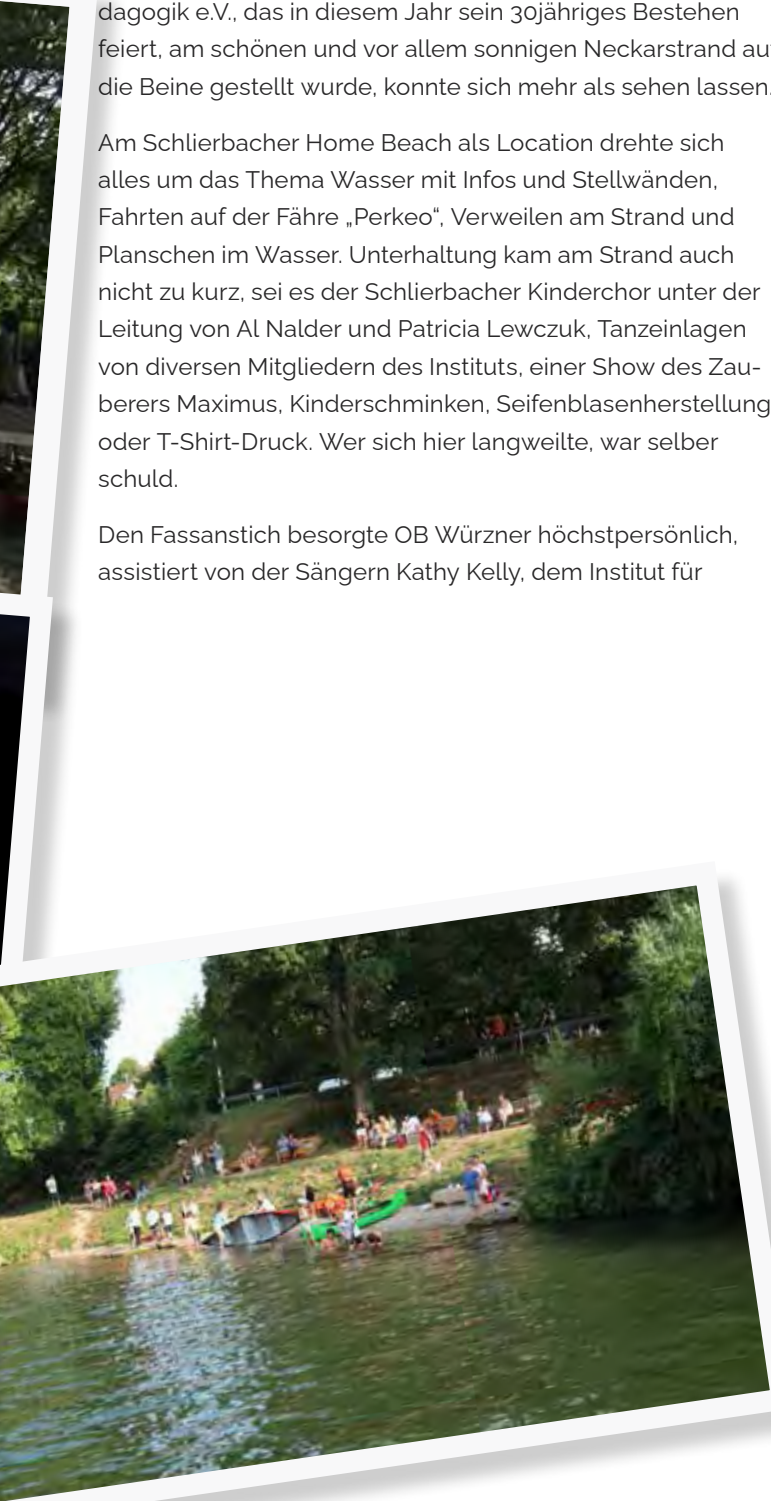 dagogik e.V., das in diesem Jahr sein 30jähriges Bestehen
feiert, am schönen und vor allem sonnigen Neckarstrand au
die Beine gestellt wurde, konnte sich mehr als sehen lassen.
Am Schlierbacher Home Beach als Location drehte sich
alles um das Thema Wasser mit Infos und Stellwänden,
Fahrten auf der Fähre „Perkeo“, Verweilen am Strand und
Planschen im Wasser. Unterhaltung kam am Strand auch
nicht zu kurz, sei es der Schlierbacher Kinderchor unter der
Leitung von Al Nalder und Patricia Lewczuk, Tanzeinlagen
von diversen Mitgliedern des Instituts, einer Show des Zau-
berers Maximus, Kinderschminken, Seifenblasenherstellung
oder T-Shirt-Druck. Wer sich hier langweilte, war selber
schuld.
Den Fassanstich besorgte OB Würzner höchstpersönlich,
assistiert von der Sängern Kathy Kelly, dem Institut für